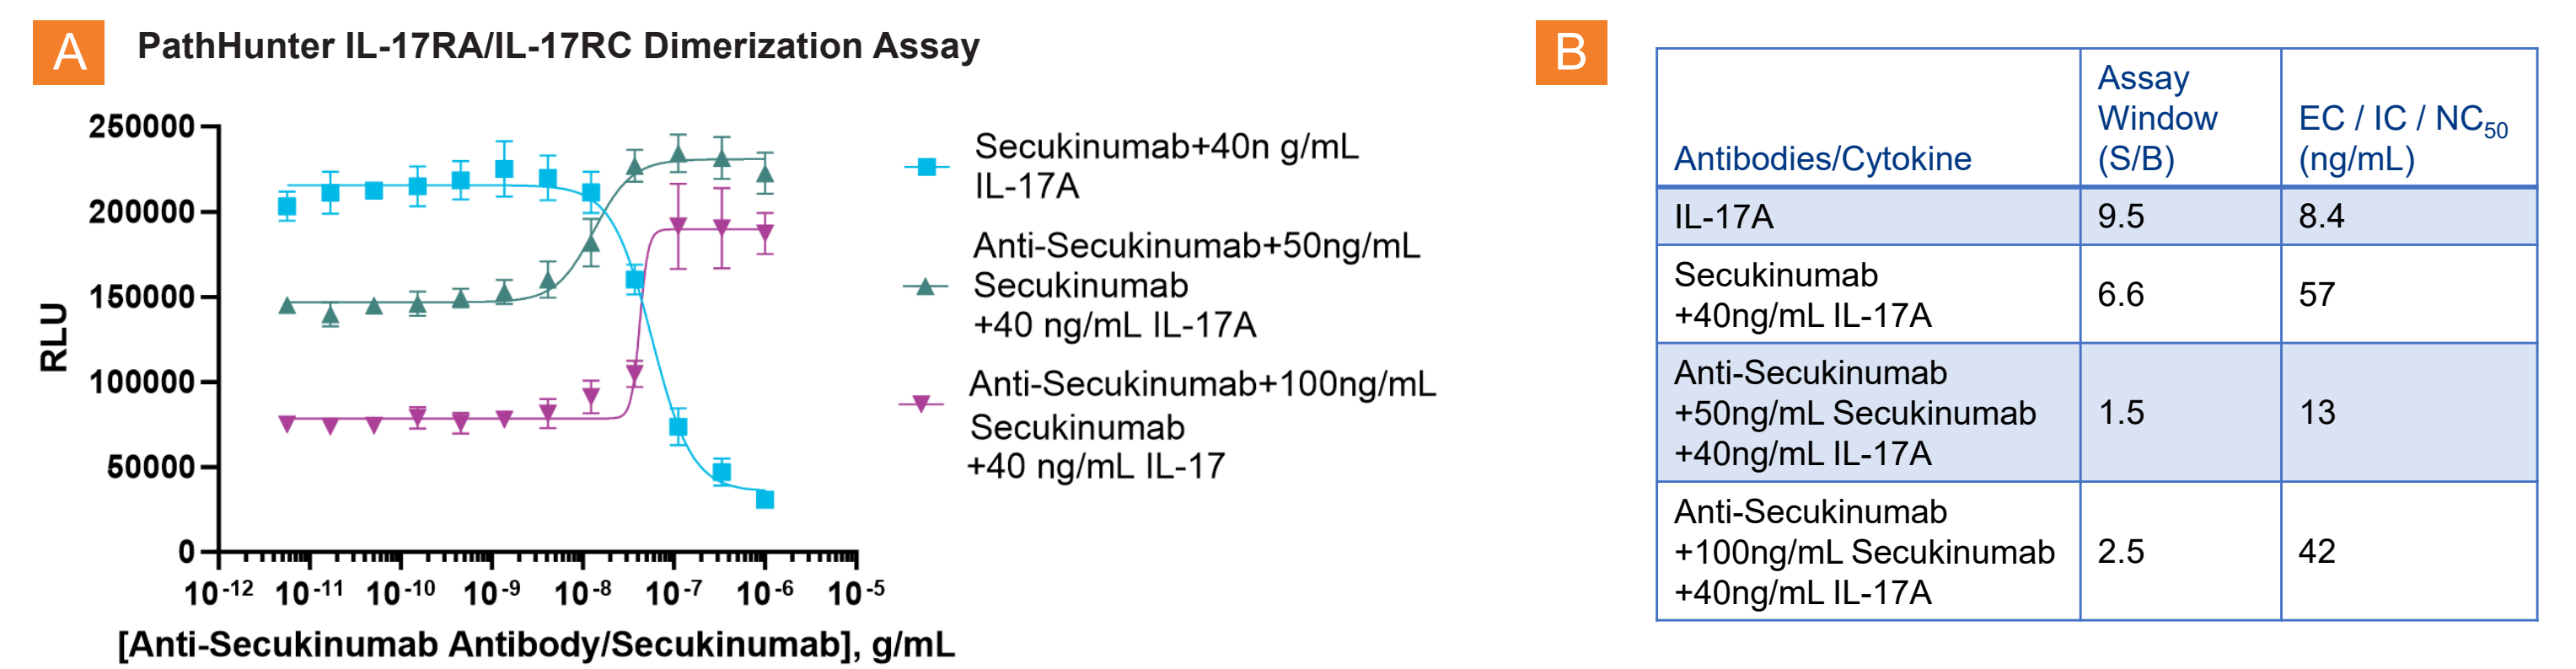 A
PathHunter IL-17RA/IL-17RC Dimerization Assay
250000
200000
150000
100000
50000
0
RLU
10-12 10-11 10-10 10-9 10-8 10-7 10-6 10-5
[Anti-Secukinumab Antibody/Secukinumab], g/mL
Secukinumab+40n g/mL
IL-17A
Anti-Secukinumab+50ng/mL
Secukinumab
+40 ng/mL IL-17A
Anti-Secukinumab+100ng/mL
Secukinumab
+40 ng/mL IL-17
B
Antibodies/Cytokine
Assay
Window
(S/B)
EC / IC / NC50
(ng/mL)
IL-17A
9.5
8.4
Secukinumab
+40ng/mL IL-17A
6.6
57
Anti-Secukinumab
+50ng/mL Secukinumab
+40ng/mL IL-17A
1.5
13
Anti-Secukinumab
+100ng/mL Secukinumab
+40ng/mL IL-17A
2.5
42